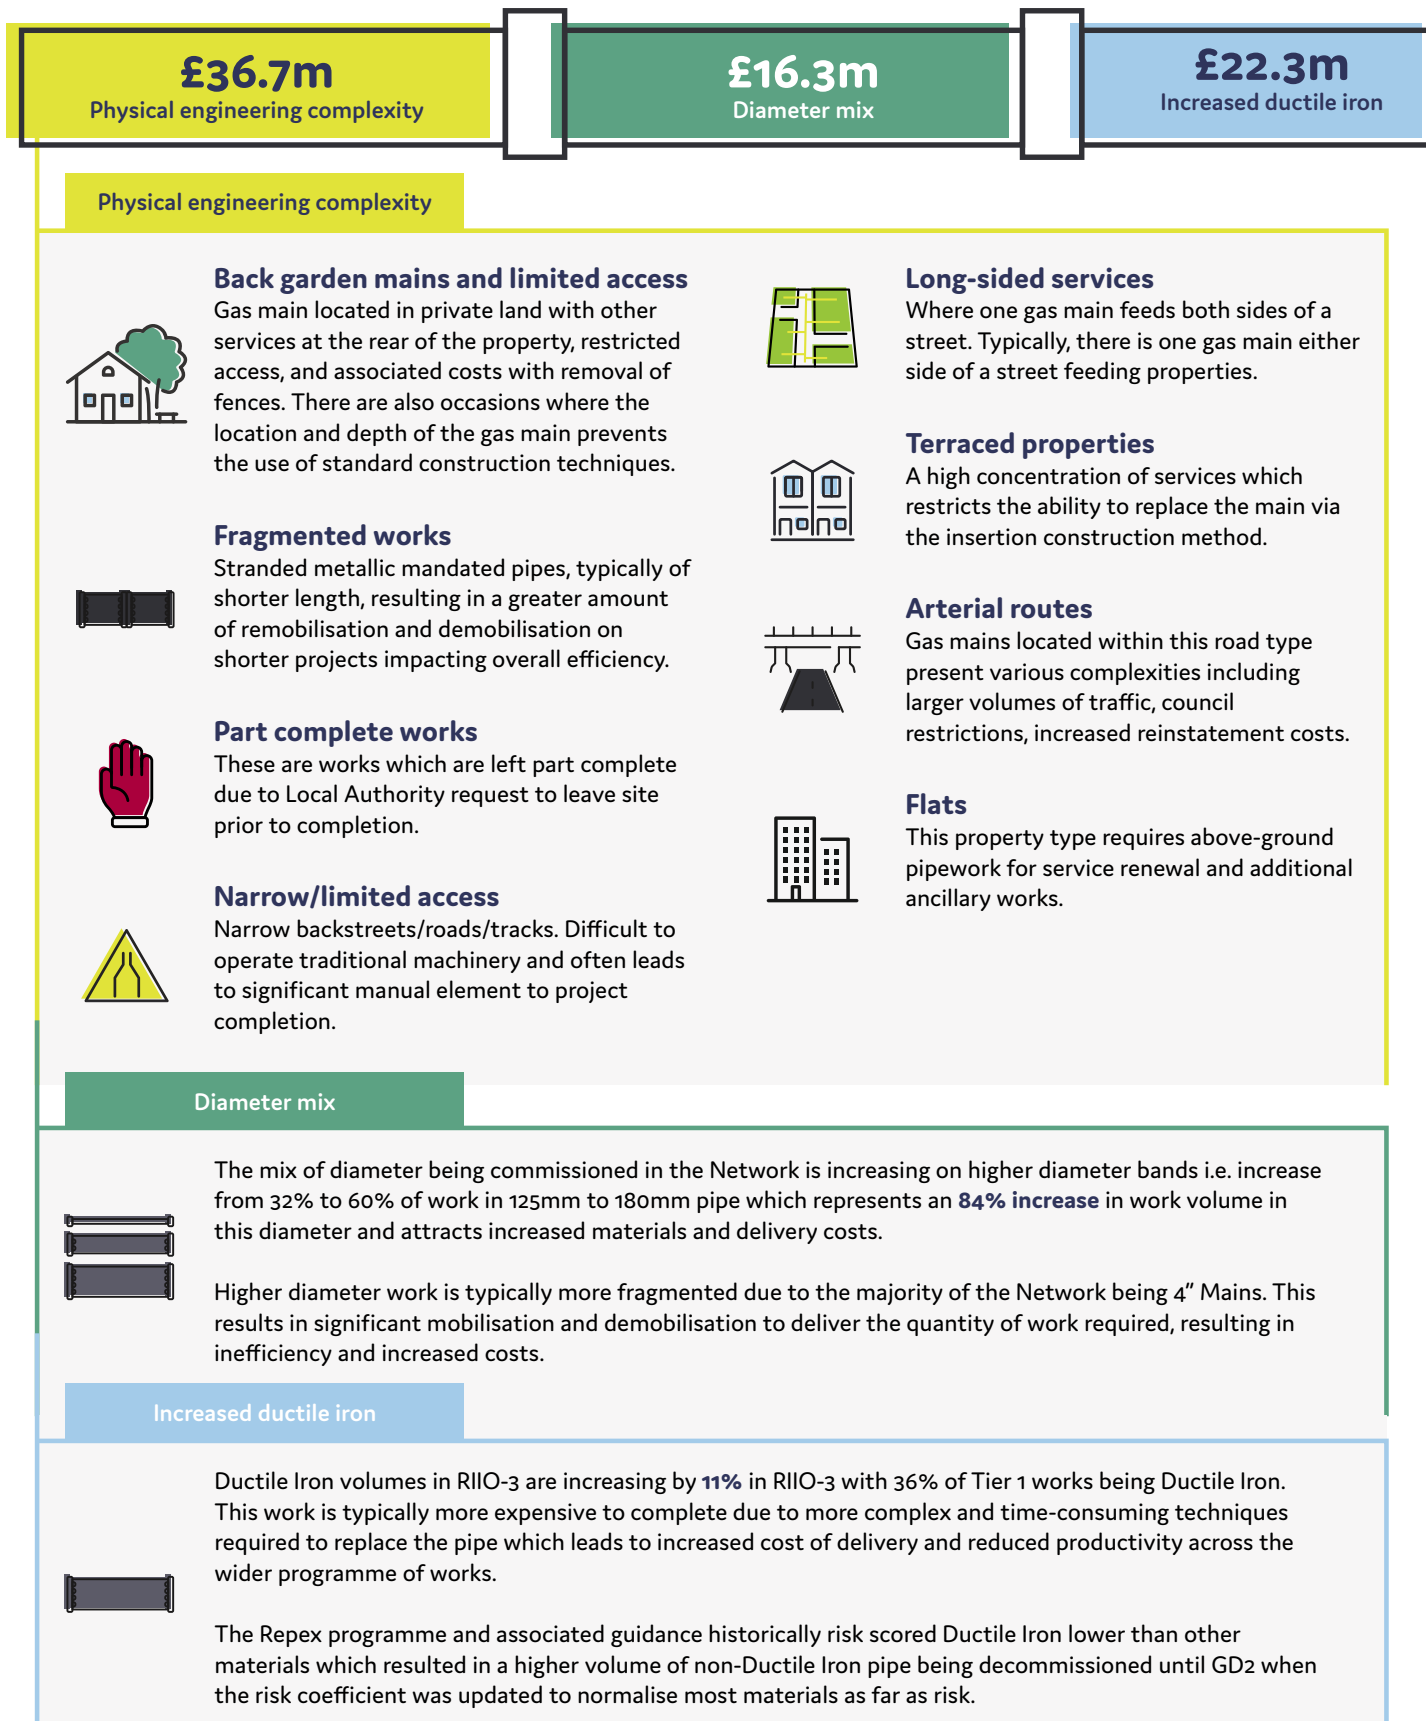 £36.7m
Physical engineering complexity
£16.3m
Diameter mix
£22.3m
Increased ductile iron
Physical engineering complexity
Back garden mains and limited access
Gas main located in private land with other
services at the rear of the property, restricted
access, and associated costs with removal of
fences. There are also occasions where the
location and depth of the gas main prevents
the use of standard construction techniques.
Fragmented works
Stranded metallic mandated pipes, typically of
shorter length, resulting in a greater amount
of remobilisation and demobilisation on
shorter projects impacting overall efficiency.
Part complete works
These are works which are left part complete
due to Local Authority request to leave site
prior to completion.
Narrow/limited access
Narrow backstreets/roads/tracks. Difficult to
operate traditional machinery and often leads
to significant manual element to project
completion.
Long-sided services
Where one gas main feeds both sides of a
street. Typically, there is one gas main either
side of a street feeding properties.
Terraced properties
A high concentration of services which
restricts the ability to replace the main via
the insertion construction method.
Arterial routes
Gas mains located within this road type
present various complexities including
larger volumes of traffic, council
restrictions, increased reinstatement costs.
Flats
This property type requires above-ground
pipework for service renewal and additional
ancillary works.
Diameter mix
The mix of diameter being commissioned in the Network is increasing on higher diameter bands i.e. increase
from 32% to 60% of work in 125mm to 180mm pipe which represents an 84% increase in work volume in
this diameter and attracts increased materials and delivery costs.
Higher diameter work is typically more fragmented due to the majority of the Network being 4” Mains. This
results in significant mobilisation and demobilisation to deliver the quantity of work required, resulting in
inefficiency and increased costs.
Increased ductile iron
Ductile Iron volumes in RIIO-3 are increasing by 11% in RIIO-3 with 36% of Tier 1 works being Ductile Iron.
This work is typically more expensive to complete due to more complex and time-consuming techniques
required to replace the pipe which leads to increased cost of delivery and reduced productivity across the
wider programme of works.
The Repex programme and associated guidance historically risk scored Ductile Iron lower than other
materials which resulted in a higher volume of non-Ductile Iron pipe being decommissioned until GD2 when
the risk coefficient was updated to normalise most materials as far as risk.